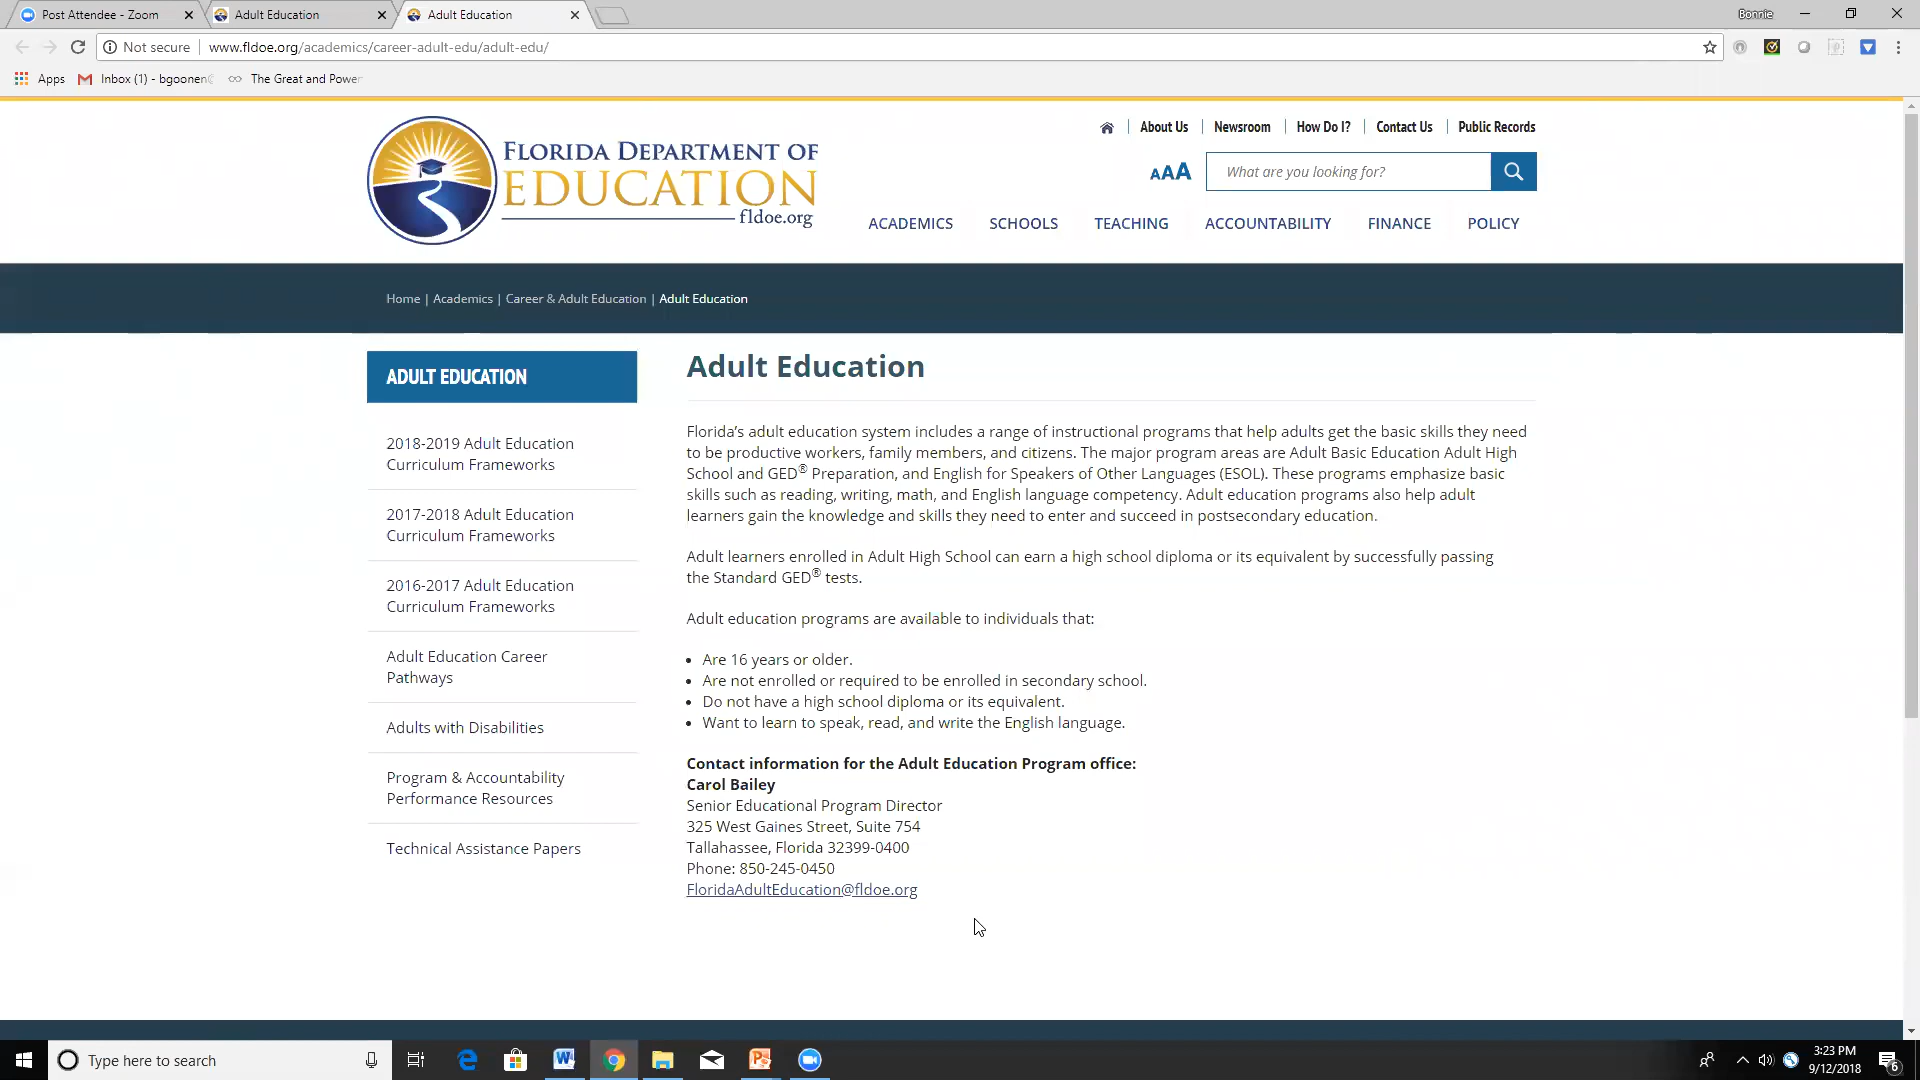 Post Attendee - Zoom
Adult Education
Adult Education
Bonnie
Not secure
www.fldoe.org/academics/career-adult-edu/adult-edu/
Apps
Inbox (1) - bgoonen
The Great and Power
FLORIDA DEPARTMENT OF
EDUCATION
fldoe.org
About Us
Newsroom
How Do I?
Contact Us
Public Records
AAA
What are you looking for?
ACADEMICS
SCHOOLS
TEACHING
ACCOUNTABILITY
FINANCE
POLICY
Home | Academics | Career & Adult Education | Adult Education
ADULT EDUCATION
2018-2019 Adult Education
Curriculum Frameworks
2017-2018 Adult Education
Curriculum Frameworks
2016-2017 Adult Education
Curriculum Frameworks
Adult Education Career
Pathways
Adults with Disabilities
Program & Accountability
Performance Resources
Technical Assistance Papers
Adult Education
Florida's adult education system includes a range of instructional programs that help adults get the basic skills they need
to be productive workers, family members, and citizens. The major program areas are Adult Basic Education Adult High
School and GED® Preparation, and English for Speakers of Other Languages (ESOL). These programs emphasize basic
skills such as reading, writing, math, and English language competency. Adult education programs also help adult
learners gain the knowledge and skills they need to enter and succeed in postsecondary education.
Adult learners enrolled in Adult High School can earn a high school diploma or its equivalent by successfully passing
the Standard GED® tests.
Adult education programs are available to individuals that:
• Are 16 years or older.
• Are not enrolled or required to be enrolled in secondary school.
• Do not have a high school diploma or its equivalent.
• Want to learn to speak, read, and write the English language.
Contact information for the Adult Education Program office:
Carol Bailey
Senior Educational Program Director
325 West Gaines Street, Suite 754
Tallahassee, Florida 32399-0400
Phone: 850-245-0450
FloridaAdultEducation@fldoe.org
Type here to search
3:23 PM
9/12/2018
6